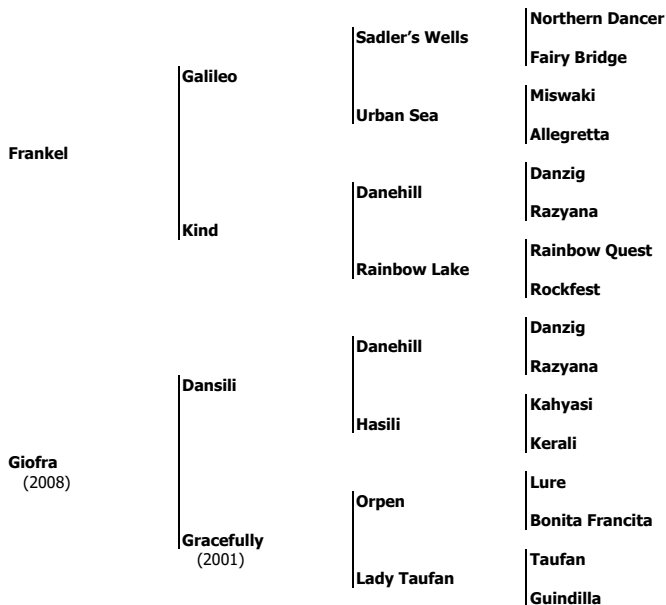 Frankel
Giofra
(2008)
Galileo
Kind
Dansili
Gracefully
(2001)
Sadler's Wells
Urban Sea
Danehill
Rainbow Lake
Danehill
Hasili
Orpen
Lady Taufan
Northern Dancer
Fairy Bridge
Miswaki
Allegretta
Danzig
Razyana
Rainbow Quest
Rockfest
Danzig
Razyana
Kahyasi
Kerali
Lure
Bonita Francita
Taufan
Guindilla